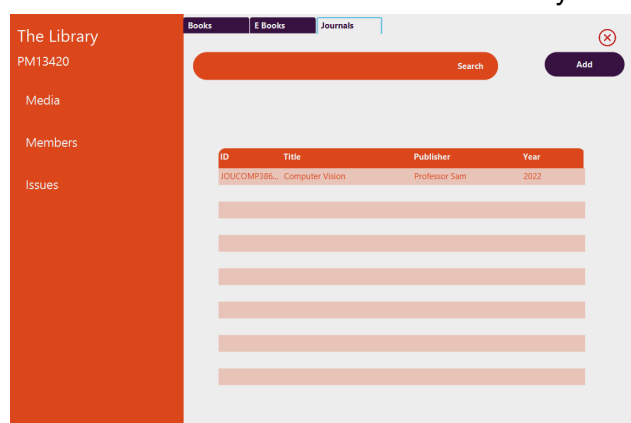 The Library
PM13420
Media
Members
Issues
Books E Books Journals
Search
Add
ID Title Publisher Year
JOUCOMP386... Computer Vision Professor Sam 2022